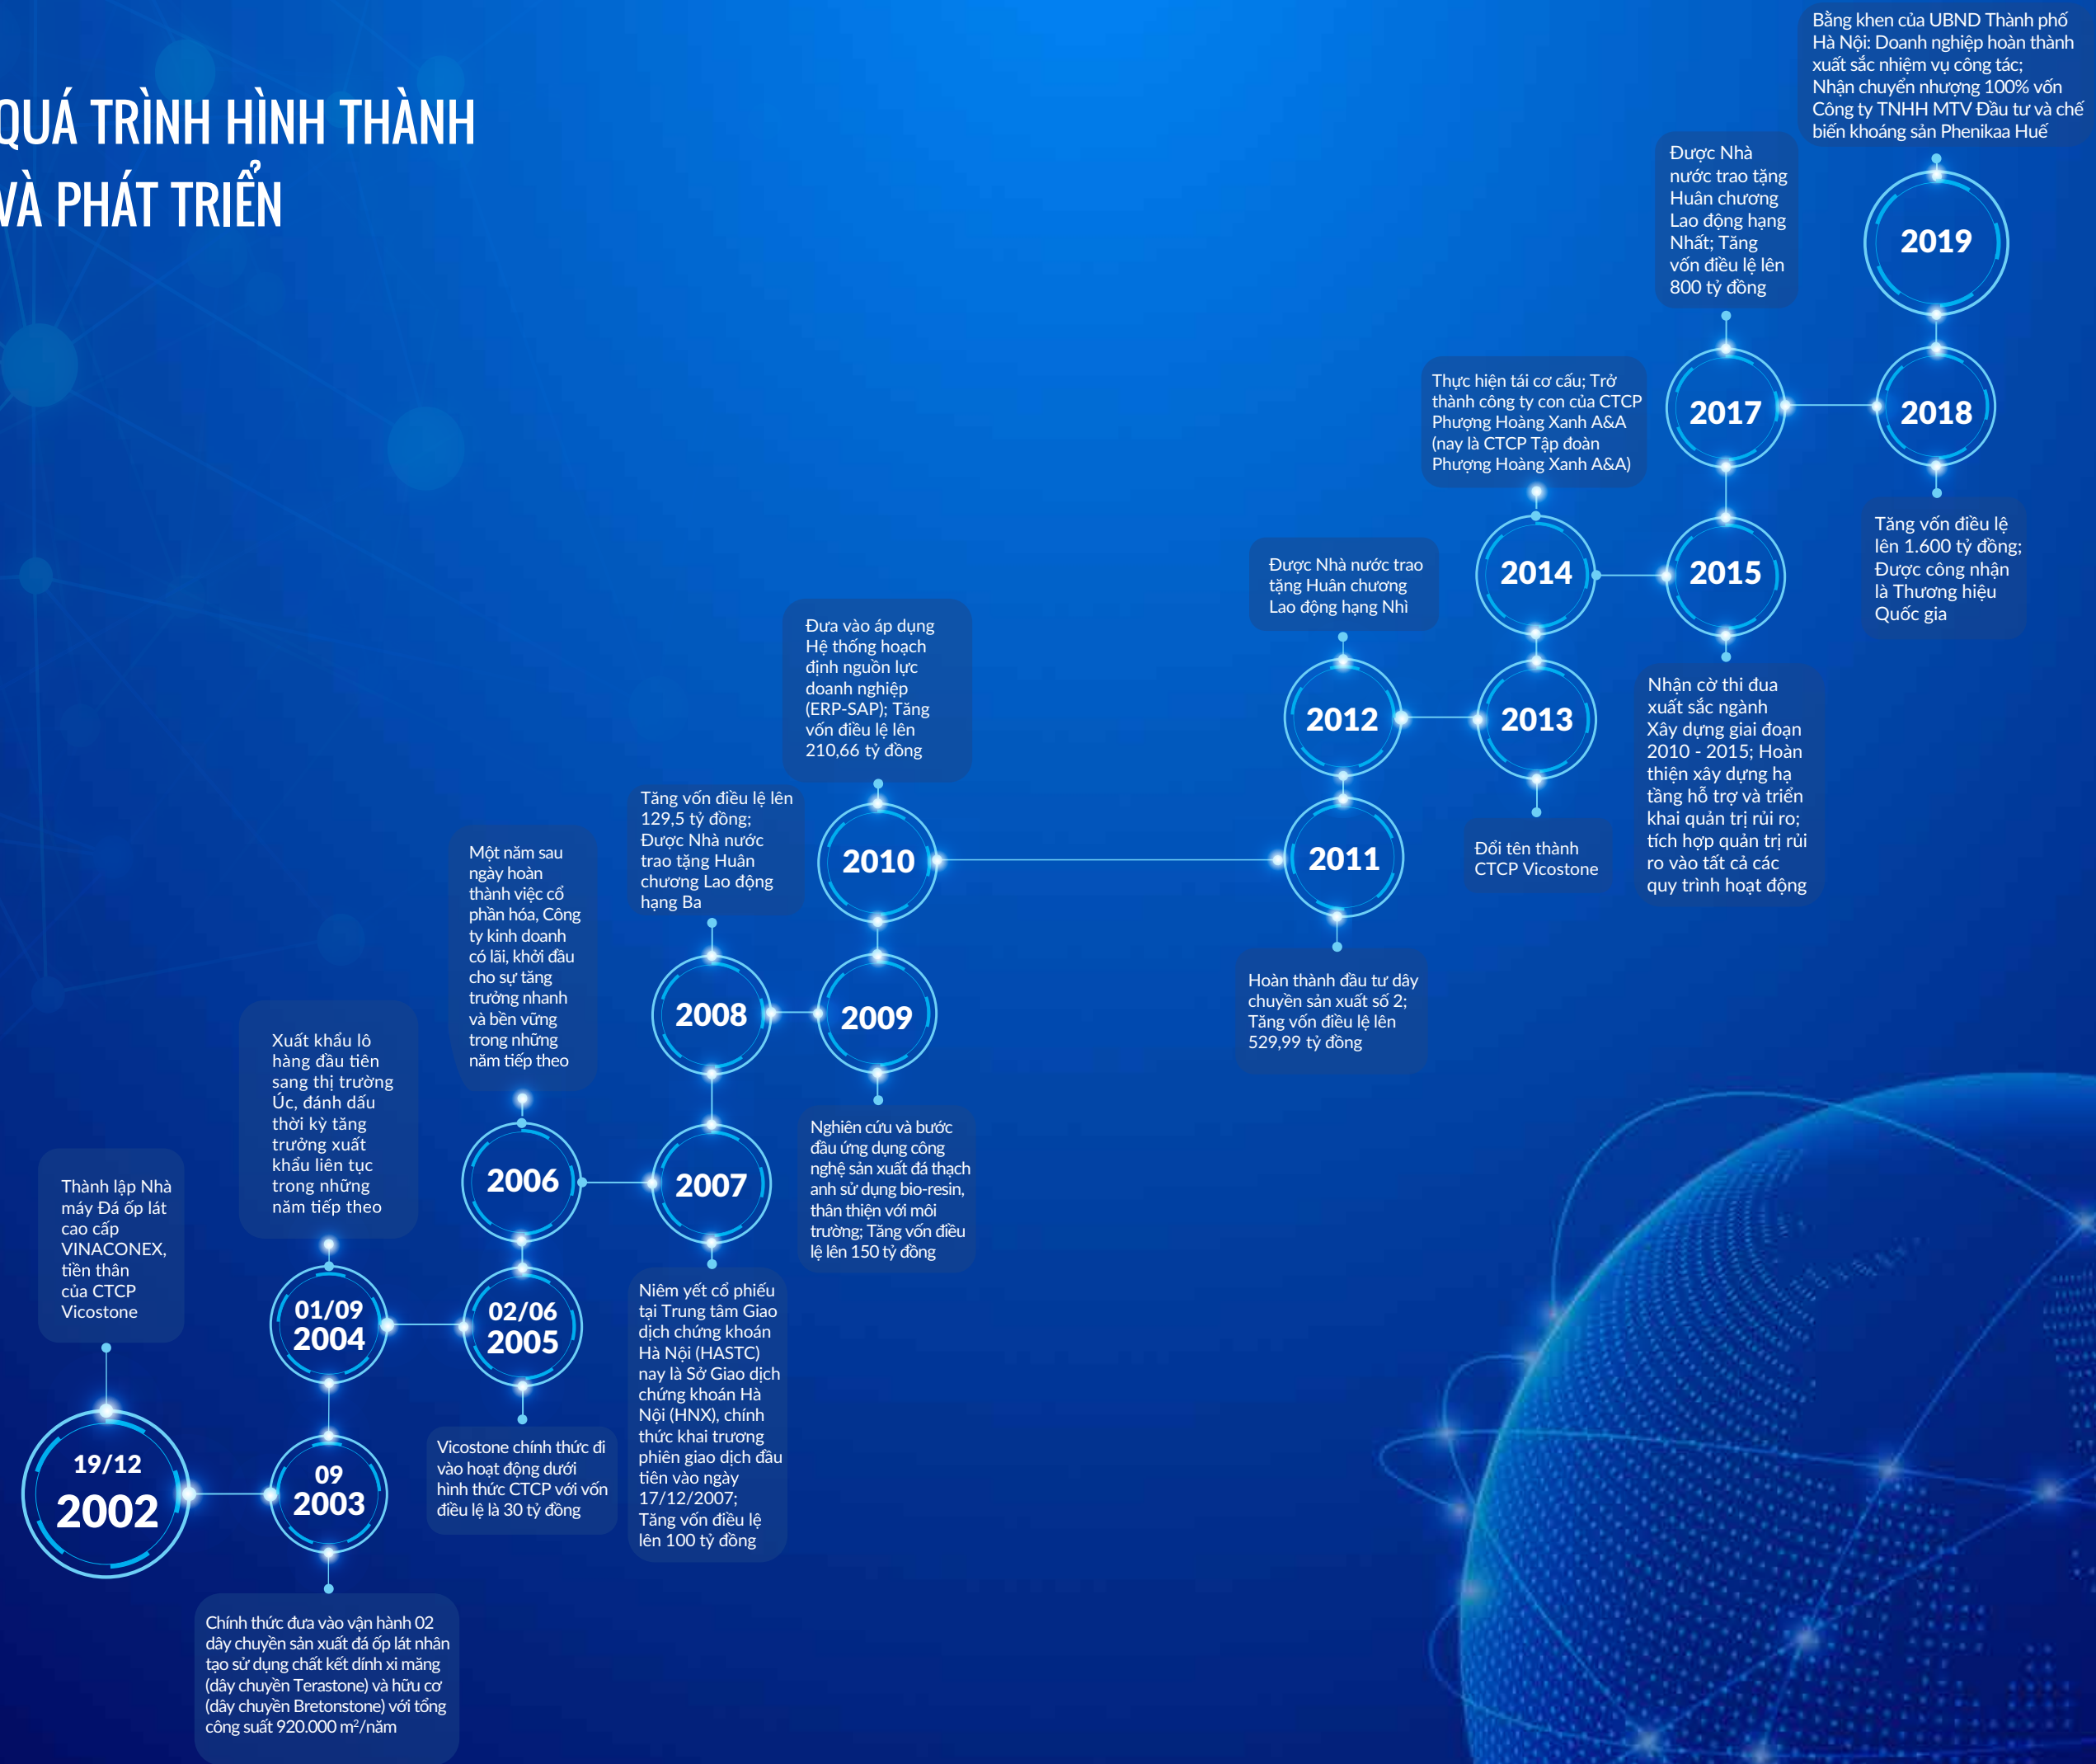 QUÁ TRÌNH HÌNH THÀNH
VÀ PHÁT TRIỂN
19/12
2002
Thành lập Nhà
máy Đá ốp lát
cao cấp
VINACONEX,
tiền thân
của CTCP
Vicostone
09
2003
Chính thức đưa vào vận hành 02
dây chuyền sản xuất đá ốp lát nhân
tạo sử dụng chất kết dính xi măng
(dây chuyền Terastone) và hữu cơ
(dây chuyền Bretonstone) với tổng
công suất 920.000 m²/năm
01/09
2004
Xuất khẩu lô
hàng đầu tiên
sang thị trường
Úc, đánh dấu
thời kỳ tăng
trưởng xuất
khẩu liên tục
trong những
năm tiếp theo
02/06
2005
Vicostone chính thức đi
vào hoạt động dưới
hình thức CTCP với vốn
điều lệ là 30 tỷ đồng
2006
Một năm sau
ngày hoàn
thành việc cổ
phần hóa, Công
ty kinh doanh
có lãi, khởi đầu
cho sự tăng
trưởng nhanh
và bền vững
trong những
năm tiếp theo
2007
Niêm yết cổ phiếu
tại Trung tâm Giao
dịch chứng khoán
Hà Nội (HASTC)
nay là Sở Giao dịch
chứng khoán Hà
Nội (HNX), chính
thức khai trương
phiên giao dịch đầu
tiên vào ngày
17/12/2007;
Tăng vốn điều lệ
lên 100 tỷ đồng
2008
Tăng vốn điều lệ lên
129,5 tỷ đồng;
Được Nhà nước
trao tặng Huân
chương Lao động
hạng Ba
2009
Nghiên cứu và bước
đầu ứng dụng công
nghệ sản xuất đá thạch
anh sử dụng bio-resin,
thân thiện với môi
trường; Tăng vốn điều
lệ lên 150 tỷ đồng
2010
Đưa vào áp dụng
Hệ thống hoạch
định nguồn lực
doanh nghiệp
(ERP-SAP); Tăng
vốn điều lệ lên
210,66 tỷ đồng
2011
Hoàn thành đầu tư dây
chuyền sản xuất số 2;
Tăng vốn điều lệ lên
529,99 tỷ đồng
2012
Được Nhà nước trao
tặng Huân chương
Lao động hạng Nhì
2013
Đổi tên thành
CTCP Vicostone
2014
Thực hiện tái cơ cấu; Trở
thành công ty con của CTCP
Phượng Hoàng Xanh A&A
(nay là CTCP Tập đoàn
Phượng Hoàng Xanh A&A)
2015
Nhận cờ thi đua
xuất sắc ngành
Xây dựng giai đoạn
2010 - 2015; Hoàn
thiện xây dựng hạ
tầng hỗ trợ và triển
khai quản trị rủi ro;
tích hợp quản trị rủi
ro vào tất cả các
quy trình hoạt động
2017
Được Nhà
nước trao tặng
Huân chương
Lao động hạng
Nhất; Tăng
vốn điều lệ lên
800 tỷ đồng
2018
Tăng vốn điều lệ
lên 1.600 tỷ đồng;
Được công nhận
là Thương hiệu
Quốc gia
2019
Bằng khen của UBND Thành phố
Hà Nội: Doanh nghiệp hoàn thành
xuất sắc nhiệm vụ công tác;
Nhận chuyển nhượng 100% vốn
Công ty TNHH MTV Đầu tư và chế
biến khoáng sản Phenikaa Huế